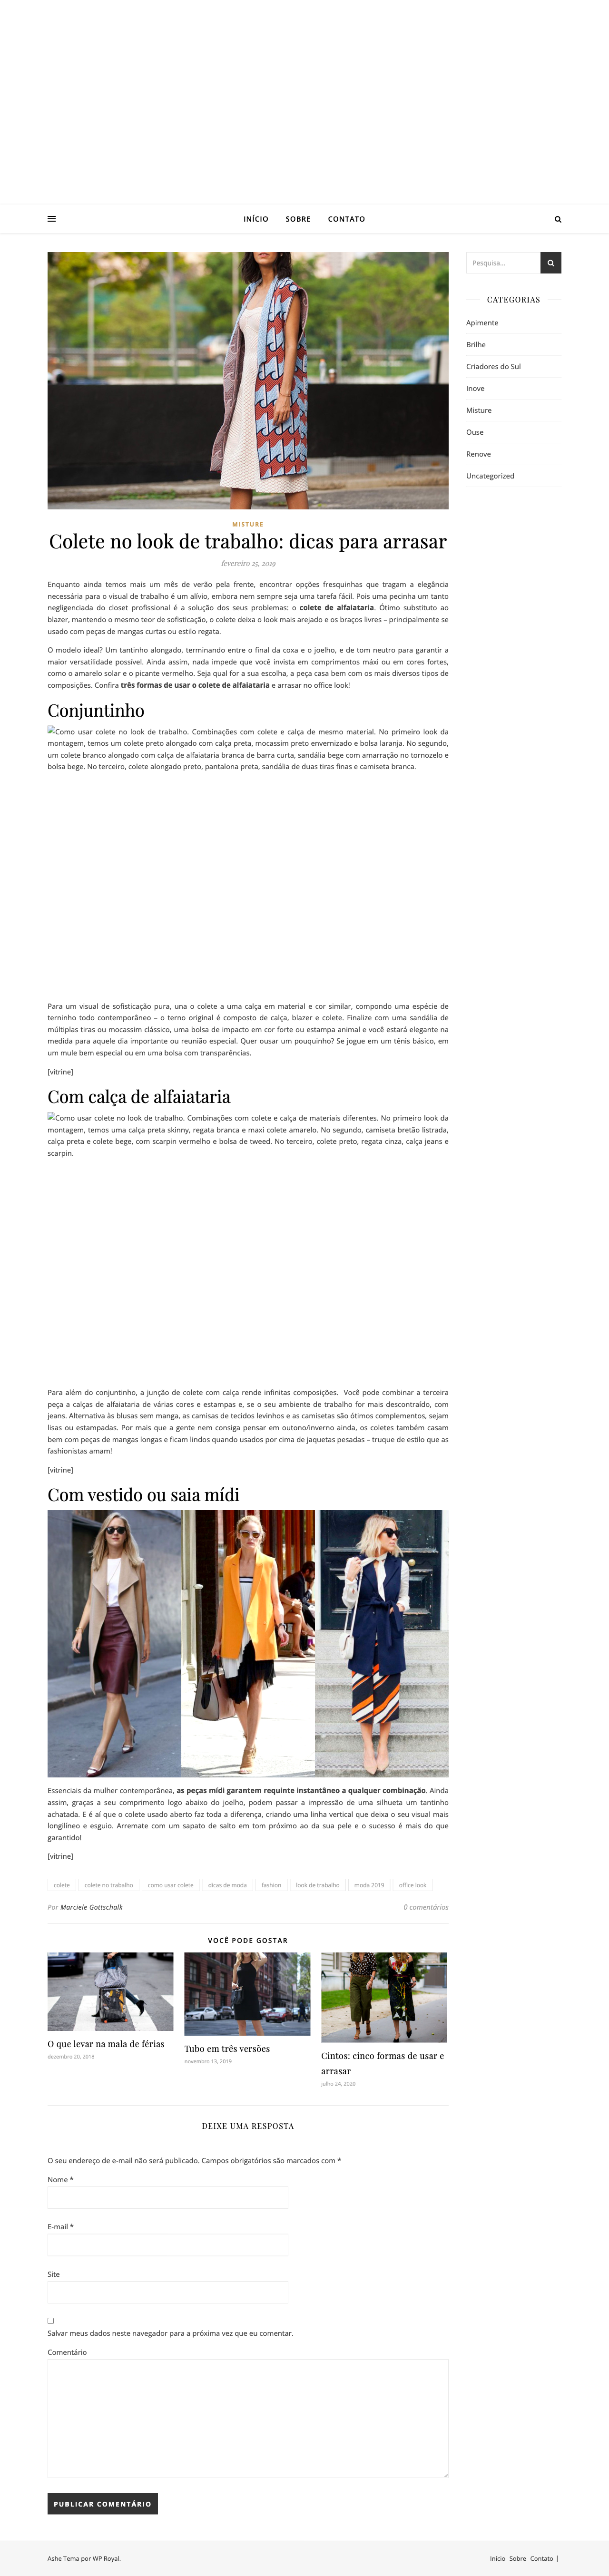 INÍCIO SOBRE CONTATO
Pesquisa...
CATEGORIAS
Apimente
Brilhe
Criadores do Sul
Inove
Misture
Ouse
Renove
Uncategorized
MISTURE
Colete no look de trabalho: dicas para arrasar
fevereiro 25, 2019
Enquanto ainda temos mais um mês de verão pela frente, encontrar opções fresquinhas que tragam a elegância
necessária para o visual de trabalho é um alívio, embora nem sempre seja uma tarefa fácil. Pois uma pecinha um tanto
negligenciada do closet profissional é a solução dos seus problemas: o colete de alfaiataria. Ótimo substituto ao
blazer, mantendo o mesmo teor de sofisticação, o colete deixa o look mais arejado e os braços livres – principalmente se
usado com peças de mangas curtas ou estilo regata.
O modelo ideal? Um tantinho alongado, terminando entre o final da coxa e o joelho, e de tom neutro para garantir a
maior versatilidade possível. Ainda assim, nada impede que você invista em comprimentos máxi ou em cores fortes,
como o amarelo solar e o picante vermelho. Seja qual for a sua escolha, a peça casa bem com os mais diversos tipos de
composições. Confira três formas de usar o colete de alfaiataria e arrasar no office look!
Conjuntinho
Como usar colete no look de trabalho. Combinações com colete e calça de mesmo material. No primeiro look da
montagem, temos um colete preto alongado com calça preta, mocassim preto envernizado e bolsa laranja. No segundo,
um colete branco alongado com calça de alfaiataria branca de barra curta, sandália bege com amarração no tornozelo e
bolsa bege. No terceiro, colete alongado preto, pantalona preta, sandália de duas tiras finas e camiseta branca.
Para um visual de sofisticação pura, una o colete a uma calça em material e cor similar, compondo uma espécie de
terninho todo contemporâneo – o terno original é composto de calça, blazer e colete. Finalize com uma sandália de
múltiplas tiras ou mocassim clássico, uma bolsa de impacto em cor forte ou estampa animal e você estará elegante na
medida para aquele dia importante ou reunião especial. Quer ousar um pouquinho? Se jogue em um tênis básico, em
um mule bem especial ou em uma bolsa com transparências.
[vitrine]
Com calça de alfaiataria
Como usar colete no look de trabalho. Combinações com colete e calça de materiais diferentes. No primeiro look da
montagem, temos uma calça preta skinny, regata branca e maxi colete amarelo. No segundo, camiseta bretão listrada,
calça preta e colete bege, com scarpin vermelho e bolsa de tweed. No terceiro, colete preto, regata cinza, calça jeans e
scarpin.
Para além do conjuntinho, a junção de colete com calça rende infinitas composições. Você pode combinar a terceira
peça a calças de alfaiataria de várias cores e estampas e, se o seu ambiente de trabalho for mais descontraído, com
jeans. Alternativa às blusas sem manga, as camisas de tecidos levinhos e as camisetas são ótimos complementos, sejam
lisas ou estampadas. Por mais que a gente nem consiga pensar em outono/inverno ainda, os coletes também casam
bem com peças de mangas longas e ficam lindos quando usados por cima de jaquetas pesadas – truque de estilo que as
fashionistas amam!
[vitrine]
Com vestido ou saia mídi
Essenciais da mulher contemporânea, as peças mídi garantem requinte instantâneo a qualquer combinação. Ainda
assim, graças a seu comprimento logo abaixo do joelho, podem passar a impressão de uma silhueta um tantinho
achatada. E é aí que o colete usado aberto faz toda a diferença, criando uma linha vertical que deixa o seu visual mais
longilíneo e esguio. Arremate com um sapato de salto em tom próximo ao da sua pele e o sucesso é mais do que
garantido!
[vitrine]
colete colete no trabalho como usar colete dicas de moda fashion look de trabalho moda 2019 office look
Por Marciele Gottschalk 0 comentários
VOCÊ PODE GOSTAR
O que levar na mala de férias
dezembro 20, 2018
Tubo em três versões
novembro 13, 2019
Cintos: cinco formas de usar e
arrasar
julho 24, 2020
DEIXE UMA RESPOSTA
O seu endereço de e-mail não será publicado. Campos obrigatórios são marcados com *
Nome *
E-mail *
Site
Salvar meus dados neste navegador para a próxima vez que eu comentar.
Comentário
PUBLICAR COMENTÁRIO
Ashe Tema por WP Royal. Início Sobre Contato |